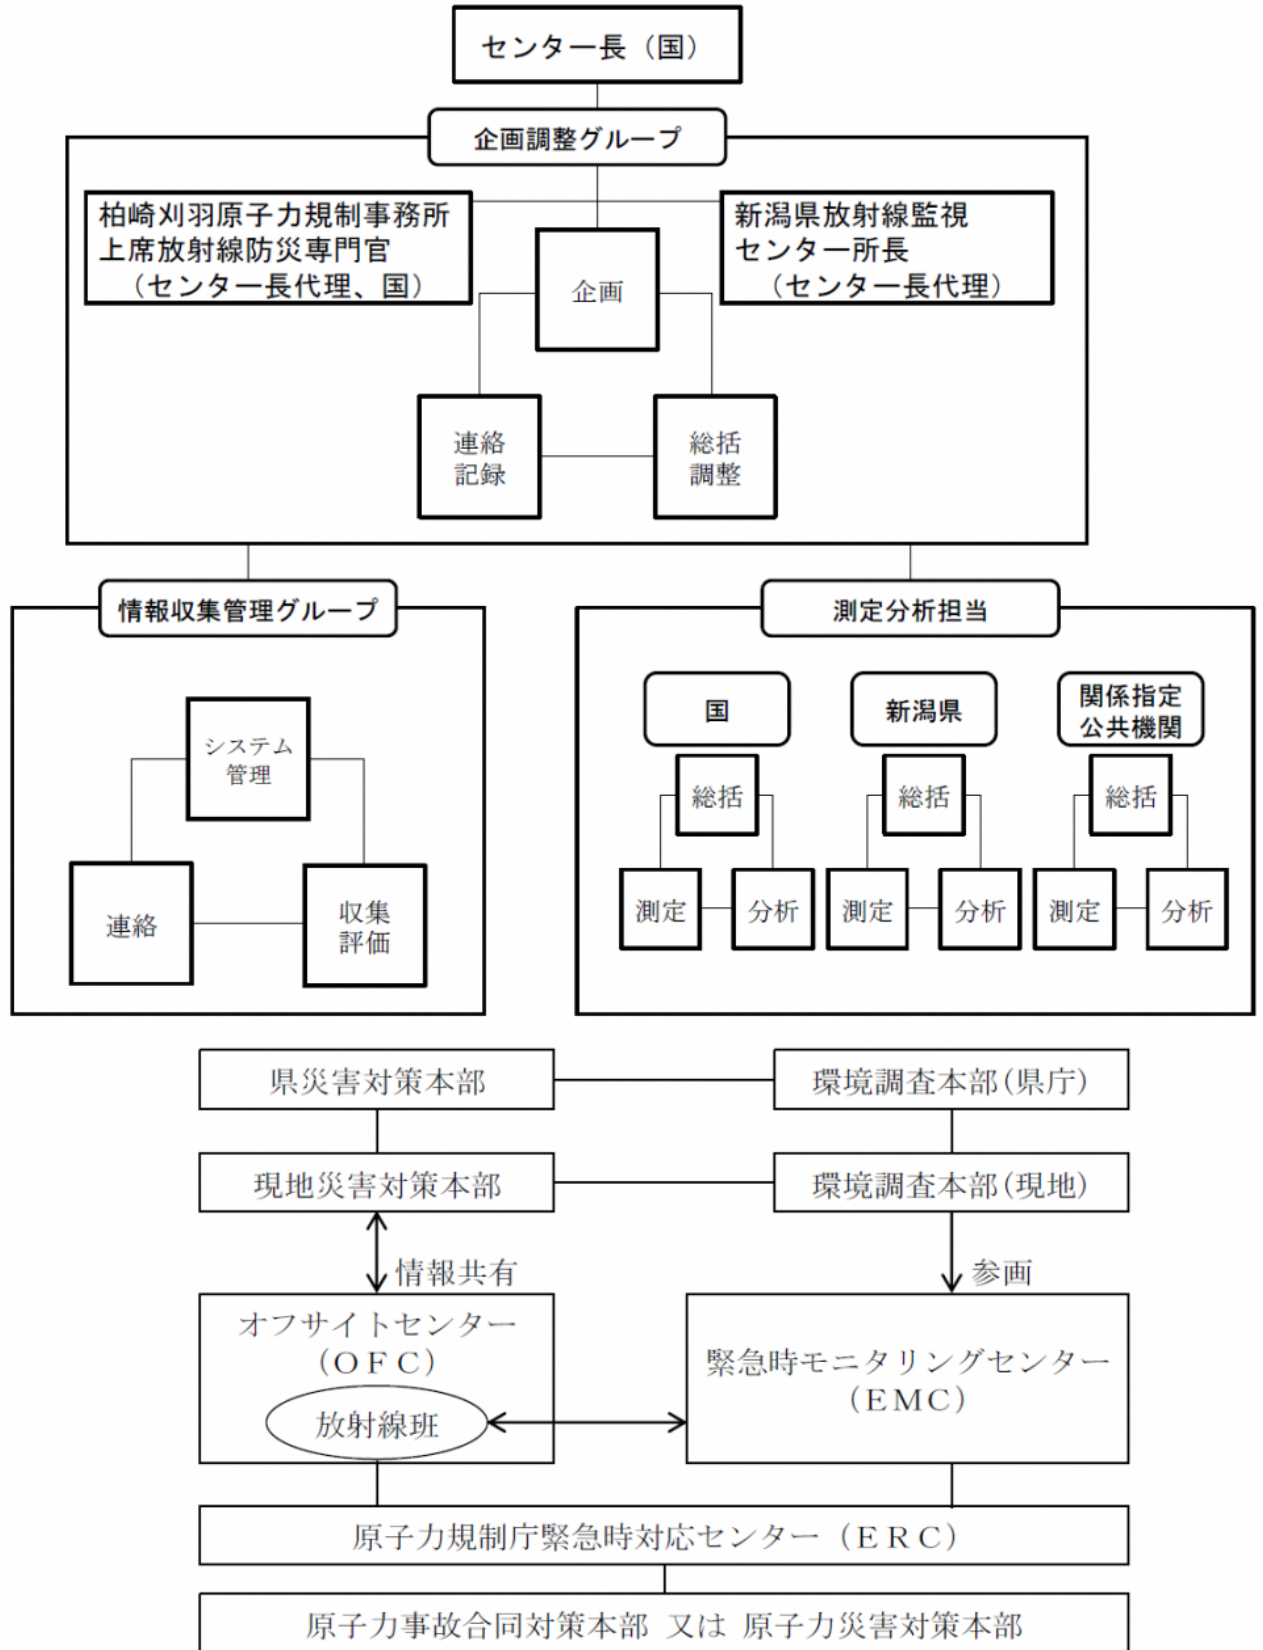 センター長（国）
企画調整グループ
柏崎刈羽原子力規制事務所
上席放射線防災専門官
（センター長代理、国）
新潟県放射線監視
センター所長
（センター長代理）
企画
連絡
記録
総括
調整
情報収集管理グループ
システム
管理
連絡
収集
評価
測定分析担当
国
新潟県
関係指定
公共機関
総括
総括
総括
測定
分析
測定
分析
測定
分析
県災害対策本部
環境調査本部(県庁)
現地災害対策本部
環境調査本部(現地)
情報共有
参画
オフサイトセンター
（ＯＦＣ）
放射線班
緊急時モニタリングセンター
（ＥＭＣ）
原子力規制庁緊急時対応センター（ＥＲＣ）
原子力事故合同対策本部 又は 原子力災害対策本部